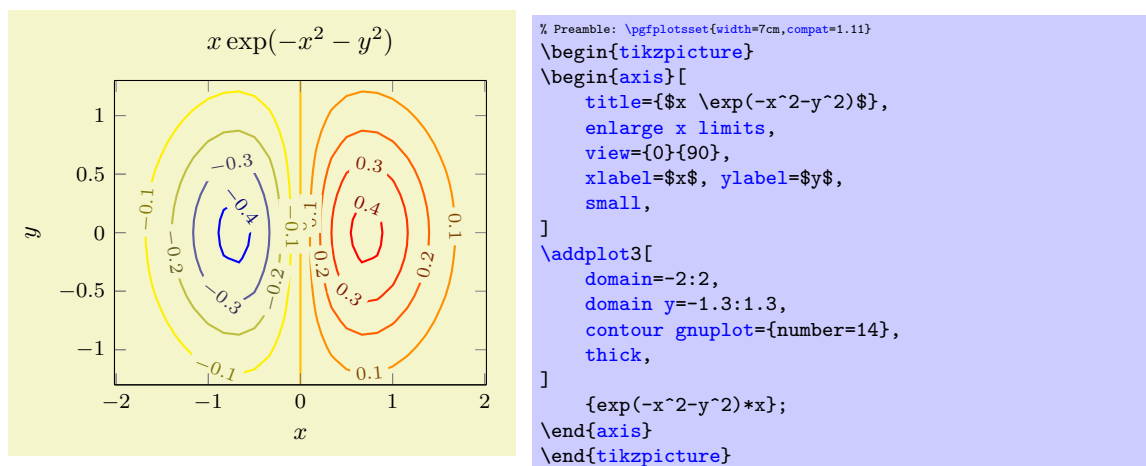 x exp(−x² − y²)
1
0.5
0
−0.5
−1
y
−2 −1 0 1 2
x
−0.3 0.3
−0.1 −0.4 0.4 0.1
−0.1 0.1
−0.2 −0.2 0.2 0.2
−0.3 0.3
−0.1 0.1
% Preamble: \pgfplotsset{width=7cm,compat=1.11}
\begin{tikzpicture}
\begin{axis}[
    title={$x \exp(-x^2-y^2)$},
    enlarge x limits,
    view={0}{90},
    xlabel=$x$, ylabel=$y$,
    small,
]
\addplot3[
    domain=-2:2,
    domain y=-1.3:1.3,
    contour gnuplot={number=14},
    thick,
]
    {exp(-x^2-y^2)*x};
\end{axis}
\end{tikzpicture}